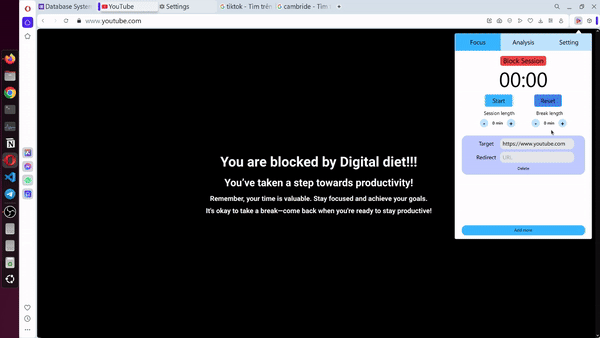 Database System
YouTube
Settings
tiktok - Tìm trên
cambride - Tìm
www.youtube.com
Focus
Analysis
Setting
Block Session
00:00
Start
Reset
Session length
Break length
- 0 min +
- 0 min +
Target
https://www.youtube.com
Redirect
URL
Delete
Add more
You are blocked by Digital diet!!!
You've taken a step towards productivity!
Remember, your time is valuable. Stay focused and achieve your goals.
It's okay to take a break—come back when you're ready to stay productive!